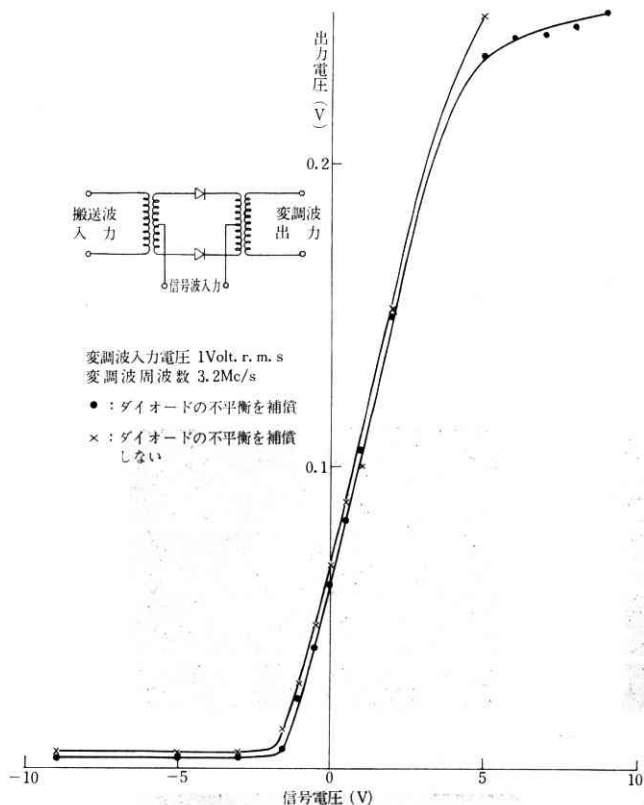 出力電圧(V)
0.2
搬送波
入力
変調波
出力
信号波入力
変調波入力電圧 1Volt. r. m. s
変調波周波数 3.2Mc/s
●:ダイオードの不平衡を補償
×:ダイオードの不平衡を補償
しない
0.1
−10
−5
0
5
10
信号電圧(V)